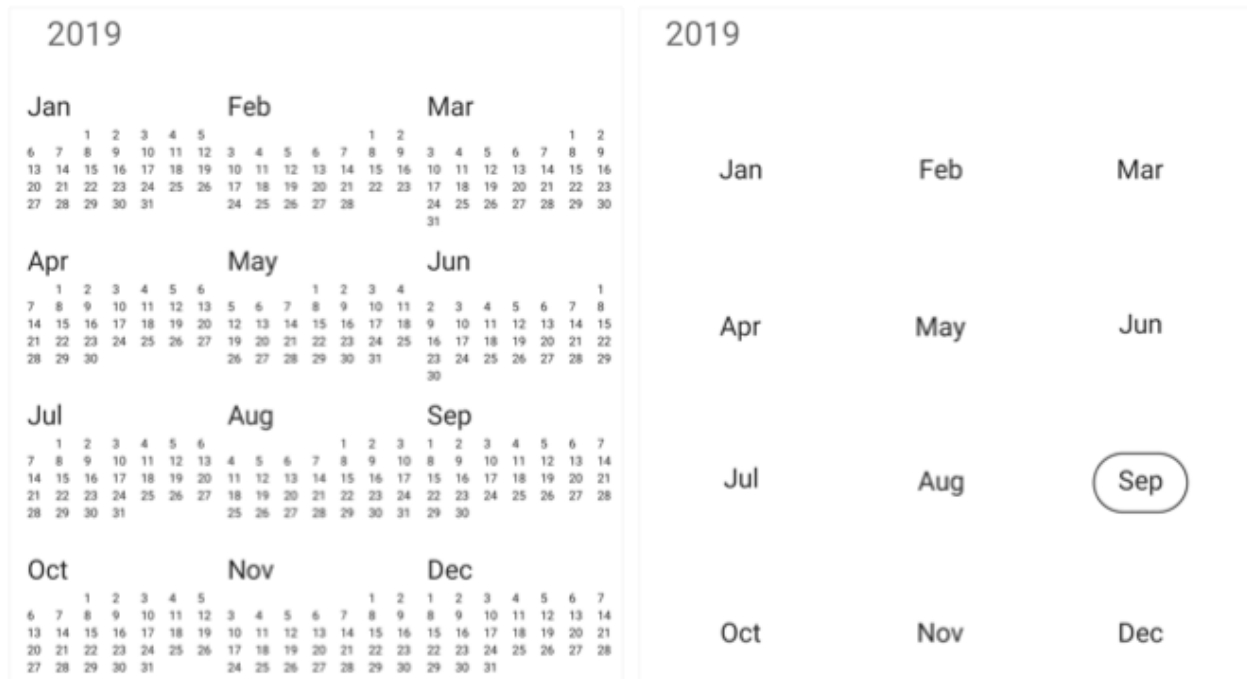 2019
Jan Feb Mar
1 2 3 4 5 1 2 1 2
6 7 8 9 10 11 12 3 4 5 6 7 8 9 3 4 5 6 7 8 9
13 14 15 16 17 18 19 10 11 12 13 14 15 16 10 11 12 13 14 15 16
20 21 22 23 24 25 26 17 18 19 20 21 22 23 17 18 19 20 21 22 23
27 28 29 30 31 24 25 26 27 28 24 25 26 27 28 29 30
31
Apr May Jun
1 2 3 4 5 6 1 2 3 4 1
7 8 9 10 11 12 13 5 6 7 8 9 10 11 2 3 4 5 6 7 8
14 15 16 17 18 19 20 12 13 14 15 16 17 18 9 10 11 12 13 14 15
21 22 23 24 25 26 27 19 20 21 22 23 24 25 16 17 18 19 20 21 22
28 29 30 26 27 28 29 30 31 23 24 25 26 27 28 29
30
Jul Aug Sep
1 2 3 4 5 6 1 2 3 1 2 3 4 5 6 7
7 8 9 10 11 12 13 4 5 6 7 8 9 10 8 9 10 11 12 13 14
14 15 16 17 18 19 20 11 12 13 14 15 16 17 15 16 17 18 19 20 21
21 22 23 24 25 26 27 18 19 20 21 22 23 24 22 23 24 25 26 27 28
28 29 30 31 25 26 27 28 29 30 31 29 30
Oct Nov Dec
1 2 3 4 5 1 2 1 2 3 4 5 6 7
6 7 8 9 10 11 12 3 4 5 6 7 8 9 8 9 10 11 12 13 14
13 14 15 16 17 18 19 10 11 12 13 14 15 16 15 16 17 18 19 20 21
20 21 22 23 24 25 26 17 18 19 20 21 22 23 22 23 24 25 26 27 28
27 28 29 30 31 24 25 26 27 28 29 30 29 30 31
2019
Jan Feb Mar
Apr May Jun
Jul Aug Sep
Oct Nov Dec